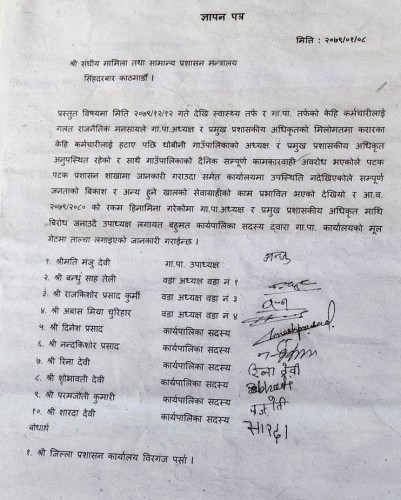 ज्ञापन पत्र
मिति : २०७९/०९/०८
श्री संघीय मामिला तथा सामान्य प्रशासन मन्त्रालय
सिंहदरबार काठमाडौं ।
प्रस्तुत विषयमा मिति २०७९/१२/१२ गते देखि स्वास्थ्य तर्फ र गा.पा. तर्फको केहि कर्मचारीलाई
गलत राजनैतिक मनसायले गा.पा.अध्यक्ष र प्रमुख प्रशासकीय अधिकृतको मिलोमतमा करारका
केहि कर्मचारीलाई हटाए पछि धोबीनी गाउँपालिकाको अध्यक्ष र प्रमुख प्रशासकीय अधिकृत
अनुपस्थित रहेको र साथै गाउँपालिकाको दैनिक सम्पूर्ण कामकारवाही अवरोध भएकोले पटक
पटक प्रशासन शाखामा जानकारी गराउदा समेत कार्यालयमा उपस्थिति नदेखिएकोले सम्पूर्ण
जनताको बिकाश र अन्य हुने खालको सेवाग्राहीको काम प्रभावित भएको देखियो र आ.व.
२०७९/२०८० को रकम हिनामिना गरेकोमा गा.पा.अध्यक्ष र प्रमुख प्रशासकीय अधिकृत माथि
बिरोध जनाउदै उपाध्यक्ष लगायत बहुमत कार्यपालिका सदस्य द्वारा गा.पा. कार्यालयको मूल
गेटमा ताल्चा लगाइएको जानकारी गराईन्छ ।
१. श्रीमति मंजु देवी गा.पा. उपाध्यक्ष मन्जु
२. श्री बन्धु साह तेली वडा अध्यक्ष वडा नं १
३. श्री राजकिशोर प्रसाद कुर्मी वडा अध्यक्ष वडा नं ३
४. श्री अबास मिया चुरिहार वडा अध्यक्ष वडा नं ४
५. श्री दिनेश प्रसाद कार्यपालिका सदस्य
६. श्री नन्दकिशोर प्रसाद कार्यपालिका सदस्य
७. श्री रिना देवी कार्यपालिका सदस्य रिना देवी
८. श्री शोभावती देवी कार्यपालिका सदस्य
९. श्री परमजोती कुमारी कार्यपालिका सदस्य
१०. श्री शारदा देवी कार्यपालिका सदस्य सारदा
बोधार्थ
१. श्री जिल्ला प्रशासन कार्यालय विरगंज पर्सा ।